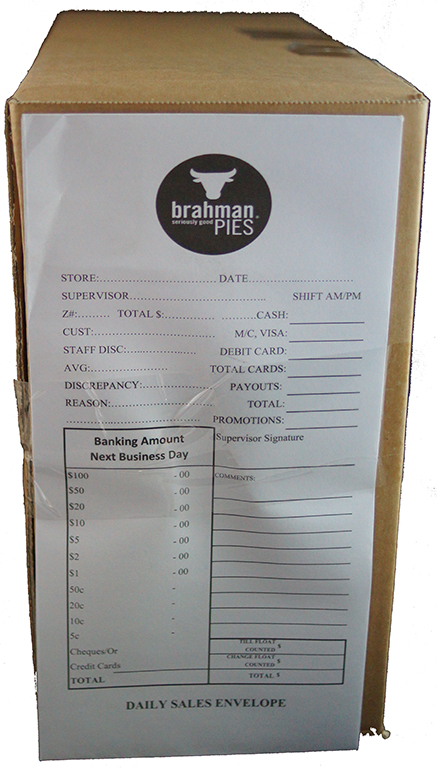 brahman
seriously good PIES
STORE:.............................. DATE..............................
SUPERVISOR.................................. SHIFT AM/PM
Z#:......... TOTAL $:................. ..........CASH:
CUST:.............................. M/C, VISA:
STAFF DISC:.................... DEBIT CARD:
AVG:.............................. TOTAL CARDS:
DISCREPANCY:.................. PAYOUTS:
REASON:........................... TOTAL:
.................................... PROMOTIONS:
Supervisor Signature
Banking Amount
Next Business Day
$100 - 00
$50 - 00
$20 - 00
$10 - 00
$5 - 00
$2 - 00
$1 - 00
50c -
20c -
10c -
5c -
Cheques/Or
Credit Cards
TOTAL
COMMENTS:
TILL FLOAT
COUNTED $
CHANGE FLOAT
COUNTED $
TOTAL $
DAILY SALES ENVELOPE